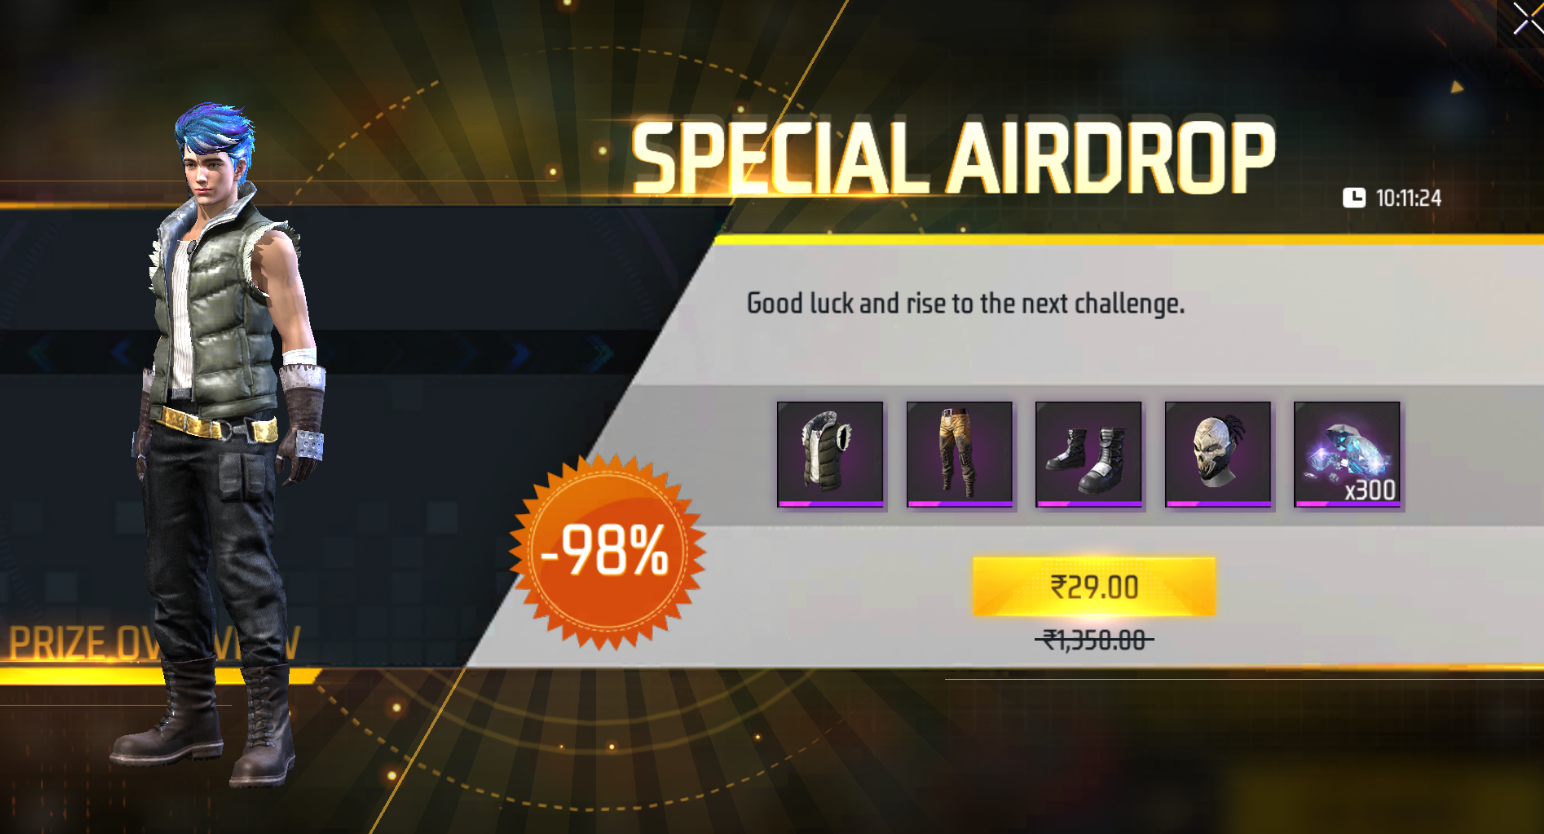 SPECIAL AIRDROP
10:11:24
Good luck and rise to the next challenge.
x300
-98%
₹29.00
₹1,350.00
PRIZE